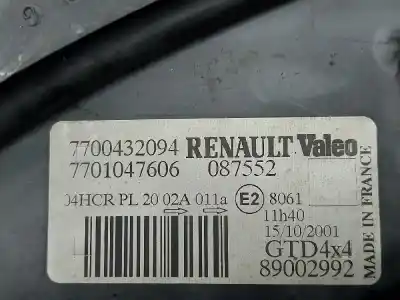 7700432094 RENAULT Valeo
7701047606 087552
04HCR PL 20 02A 011a E2 8061
11h40
15/10/2001
GTD4x4
89002992
MADE IN FRANCE